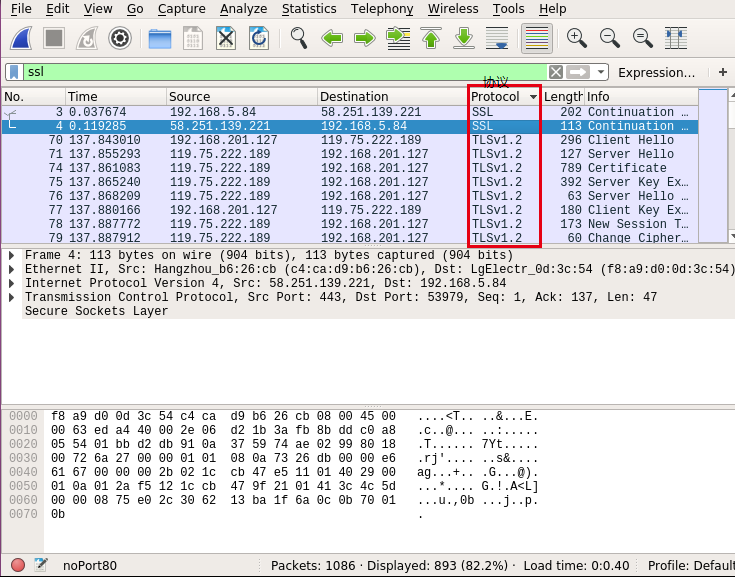 File Edit View Go Capture Analyze Statistics Telephony Wireless Tools Help
ssl Expression… +
协议
No. Time Source Destination Protocol Length Info
3 0.037674 192.168.5.84 58.251.139.221 SSL 202 Continuation …
4 0.119285 58.251.139.221 192.168.5.84 SSL 113 Continuation …
70 137.843010 192.168.201.127 119.75.222.189 TLSv1.2 296 Client Hello
71 137.855293 119.75.222.189 192.168.201.127 TLSv1.2 127 Server Hello
74 137.861083 119.75.222.189 192.168.201.127 TLSv1.2 789 Certificate
75 137.865240 119.75.222.189 192.168.201.127 TLSv1.2 392 Server Key Ex…
76 137.868209 119.75.222.189 192.168.201.127 TLSv1.2 63 Server Hello …
77 137.880166 192.168.201.127 119.75.222.189 TLSv1.2 180 Client Key Ex…
78 137.887772 119.75.222.189 192.168.201.127 TLSv1.2 173 New Session T…
79 137.887912 119.75.222.189 192.168.201.127 TLSv1.2 60 Change Cipher…
Frame 4: 113 bytes on wire (904 bits), 113 bytes captured (904 bits)
Ethernet II, Src: Hangzhou_b6:26:cb (c4:ca:d9:b6:26:cb), Dst: LgElectr_0d:3c:54 (f8:a9:d0:0d:3c:54)
Internet Protocol Version 4, Src: 58.251.139.221, Dst: 192.168.5.84
Transmission Control Protocol, Src Port: 443, Dst Port: 53979, Seq: 1, Ack: 137, Len: 47
Secure Sockets Layer
0000 f8 a9 d0 0d 3c 54 c4 ca d9 b6 26 cb 08 00 45 00 ....<T.. ..&...E.
0010 00 63 ed a4 40 00 2e 06 d2 1b 3a fb 8b dd c0 a8 .c..@... ..:.....
0020 05 54 01 bb d2 db 91 0a 37 59 74 ae 02 99 80 18 .T...... 7Yt.....
0030 00 72 6a 27 00 00 01 01 08 0a 73 26 db 00 00 e6 .rj'.... ..s&....
0040 61 67 00 00 00 2b 02 1c cb 47 e5 11 01 40 29 00 ag...+.. .G...@).
0050 01 0a 01 2a f5 12 1c cb 47 9f 21 01 41 3c 4c 5d ...*.... G.!.A<L]
0060 00 00 08 75 e0 2c 30 62 13 ba 1f 6a 0c 0b 70 01 ...u.,0b ...j..p.
0070 0b .
noPort80 Packets: 1086 · Displayed: 893 (82.2%) · Load time: 0:0.40 Profile: Default